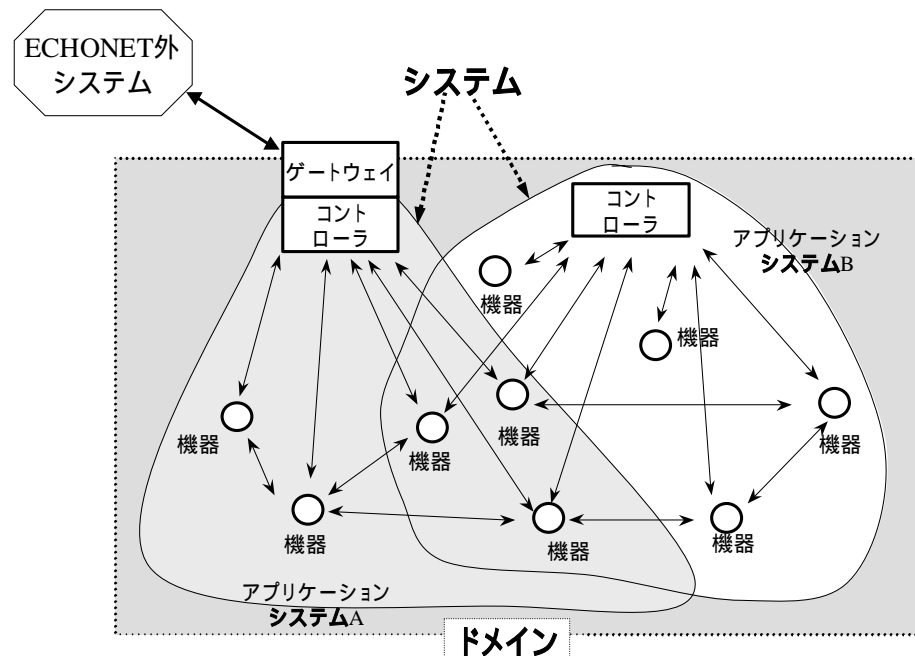 ECHONET外
システム
システム
ゲートウェイ
コント
ローラ
コント
ローラ
アプリケーション
システムB
機器
機器
機器
機器
機器
機器
機器
機器
機器
アプリケーション
システムA
ドメイン